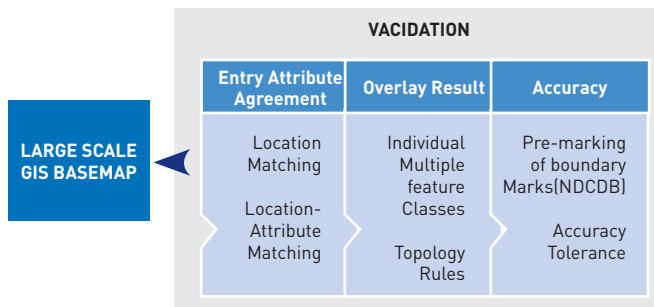 VACIDATION
Entry Attribute
Agreement
Overlay Result
Accuracy
LARGE SCALE
GIS BASEMAP
Location
Matching
Location-
Attribute
Matching
Individual
Multiple
feature
Classes
Topology
Rules
Pre-marking
of boundary
Marks(NDCDB)
Accuracy
Tolerance